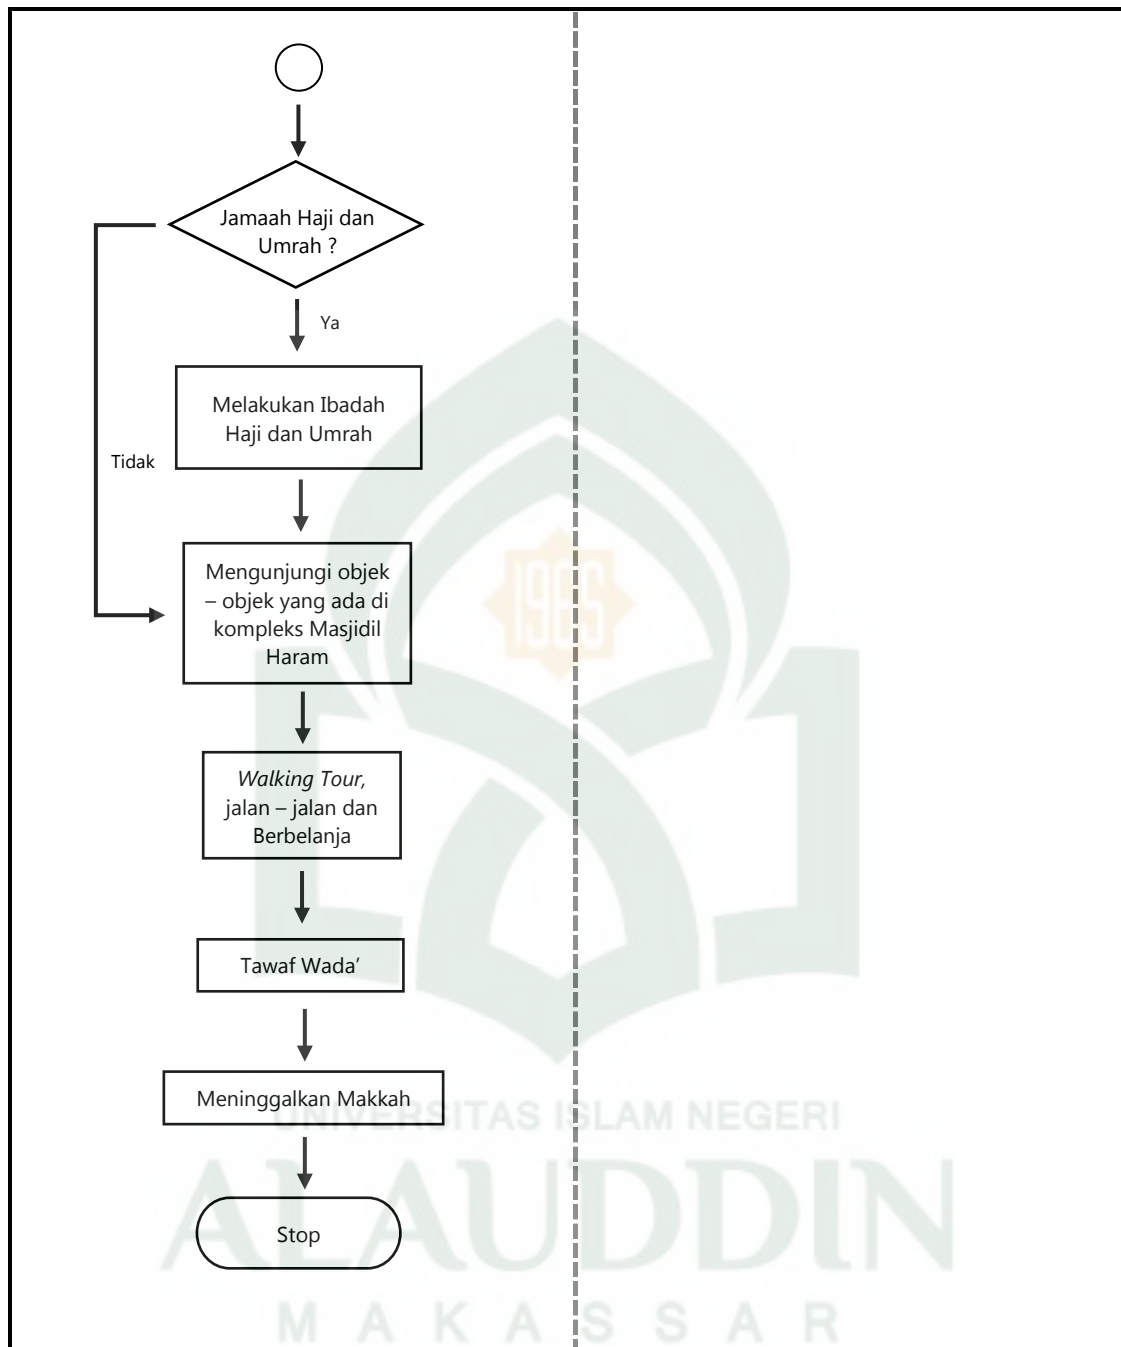 Jamaah Haji dan
Umrah ?
Ya
Melakukan Ibadah
Haji dan Umrah
Tidak
Mengunjungi objek
– objek yang ada di
kompleks Masjidil
Haram
1965
Walking Tour,
jalan – jalan dan
Berbelanja
Tawaf Wada’
Meninggalkan Makkah
UNIVERSITAS ISLAM NEGERI
ALAUDDIN
Stop
M A K A S S A R